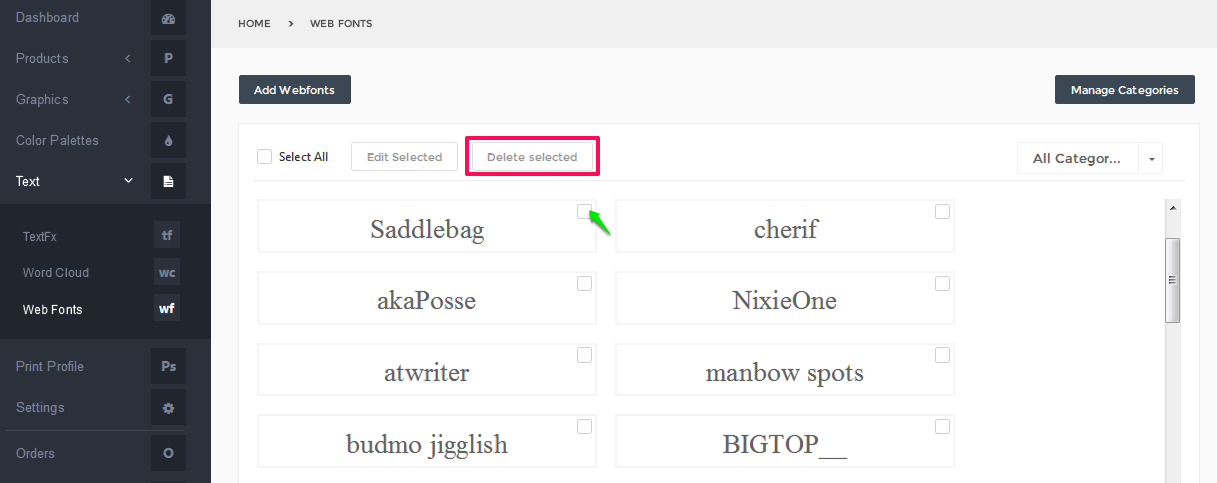 Dashboard
Products
P
Graphics
G
Color Palettes
Text
TextFx
tf
Word Cloud
wc
Web Fonts
wf
Print Profile
Ps
Settings
Orders
O
HOME > WEB FONTS
Add Webfonts
Manage Categories
Select All
Edit Selected
Delete selected
All Categor...
Saddlebag
cherif
akaPosse
NixieOne
atwriter
manbow spots
budmo jigglish
BIGTOP__